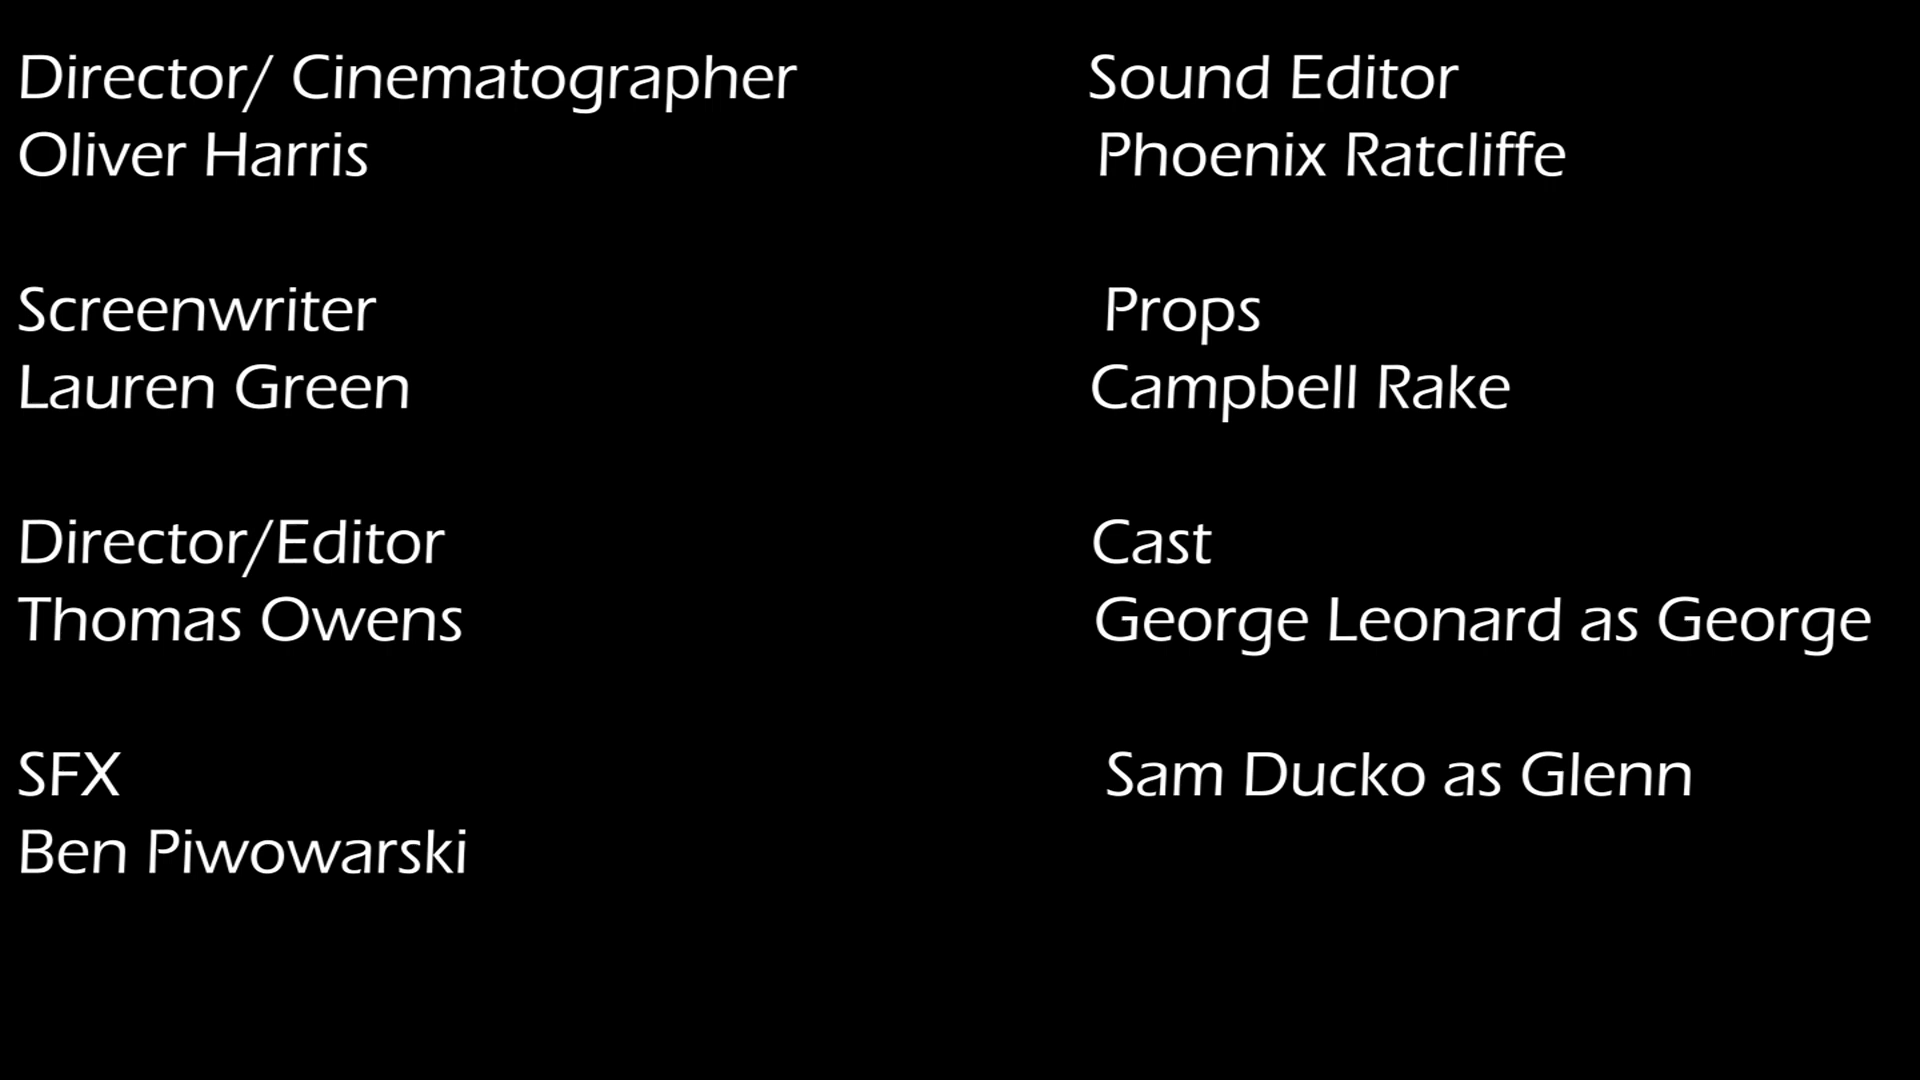 Director/ Cinematographer
Oliver Harris
Screenwriter
Lauren Green
Director/Editor
Thomas Owens
SFX
Ben Piwowarski
Sound Editor
Phoenix Ratcliffe
Props
Campbell Rake
Cast
George Leonard as George
Sam Ducko as Glenn